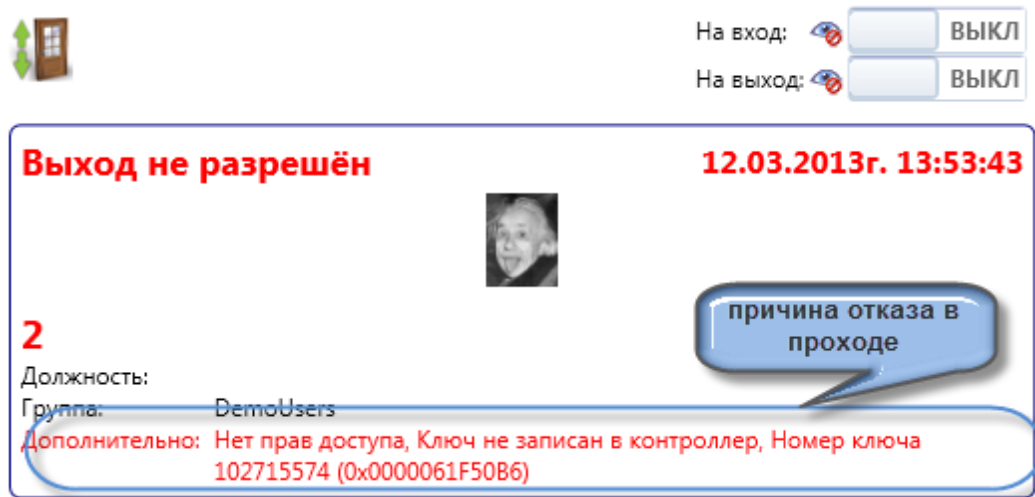 На вход: ВЫКЛ
На выход: ВЫКЛ
Выход не разрешён 12.03.2013г. 13:53:43
причина отказа в
проходе
2
Должность:
Группа: DemoUsers
Дополнительно: Нет прав доступа, Ключ не записан в контроллер, Номер ключа
102715574 (0x0000061F50B6)